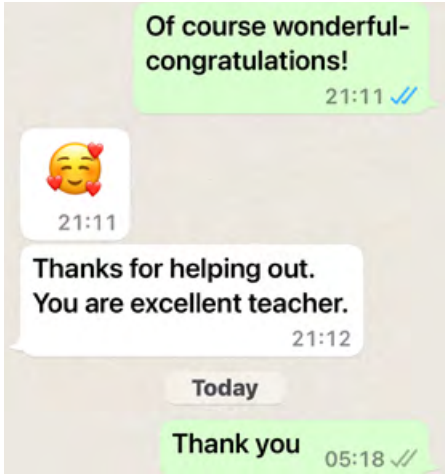 Of course wonderful-
congratulations!
21:11
🥰
21:11
Thanks for helping out.
You are excellent teacher.
21:12
Today
Thank you
05:18